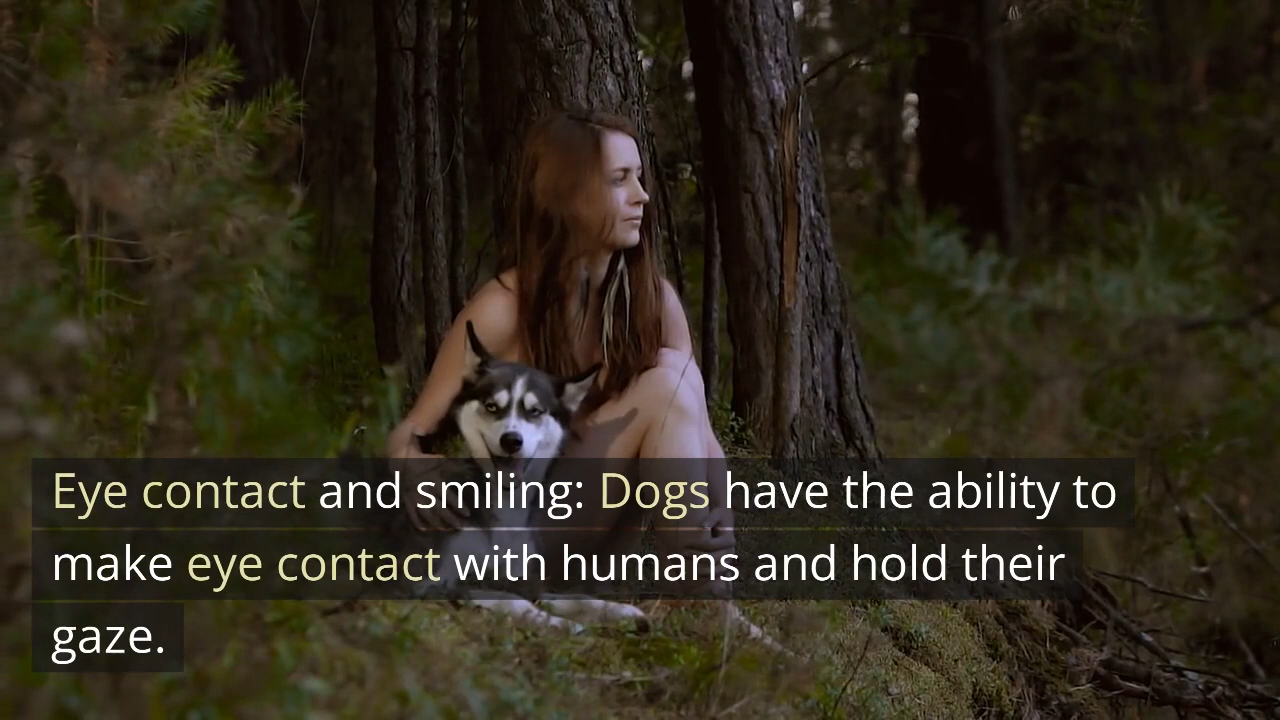 Eye contact and smiling: Dogs have the ability to
make eye contact with humans and hold their
gaze.